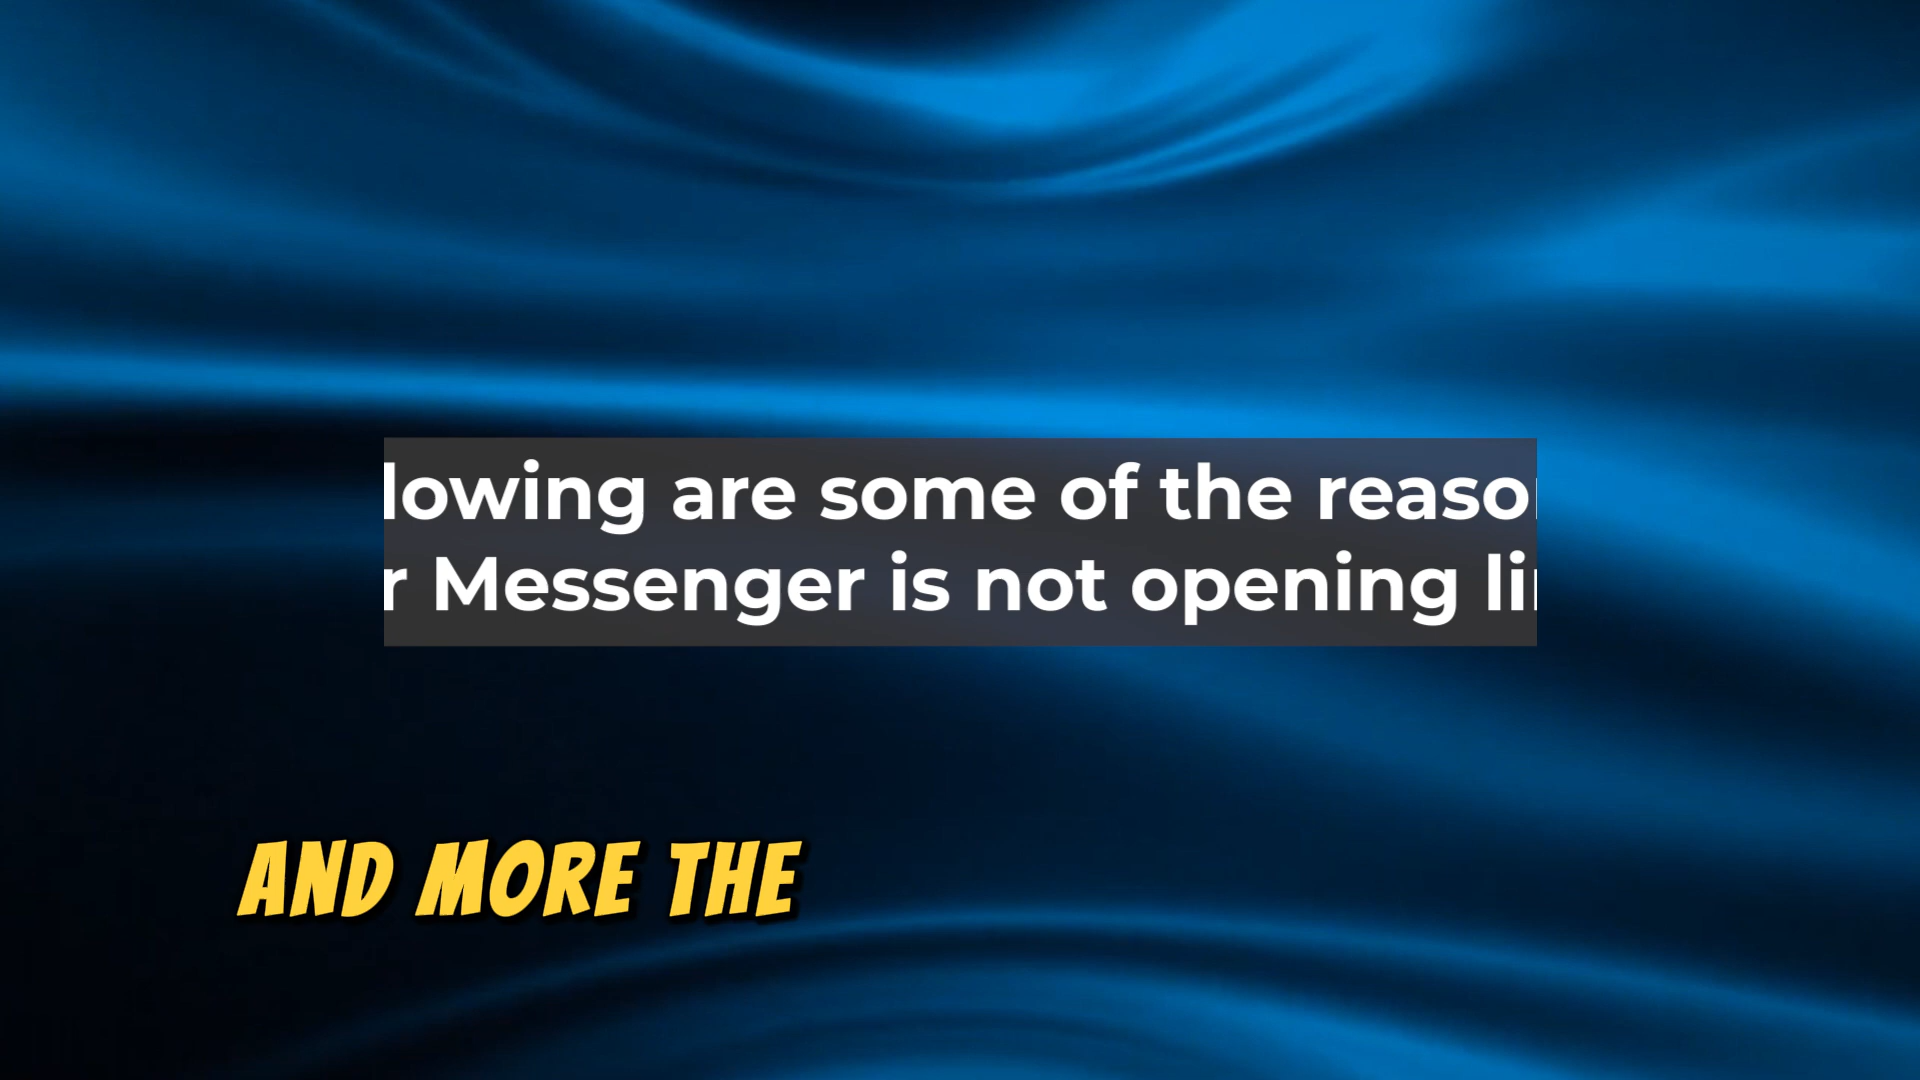 lowing are some of the reaso
r Messenger is not opening li
AND MORE THE